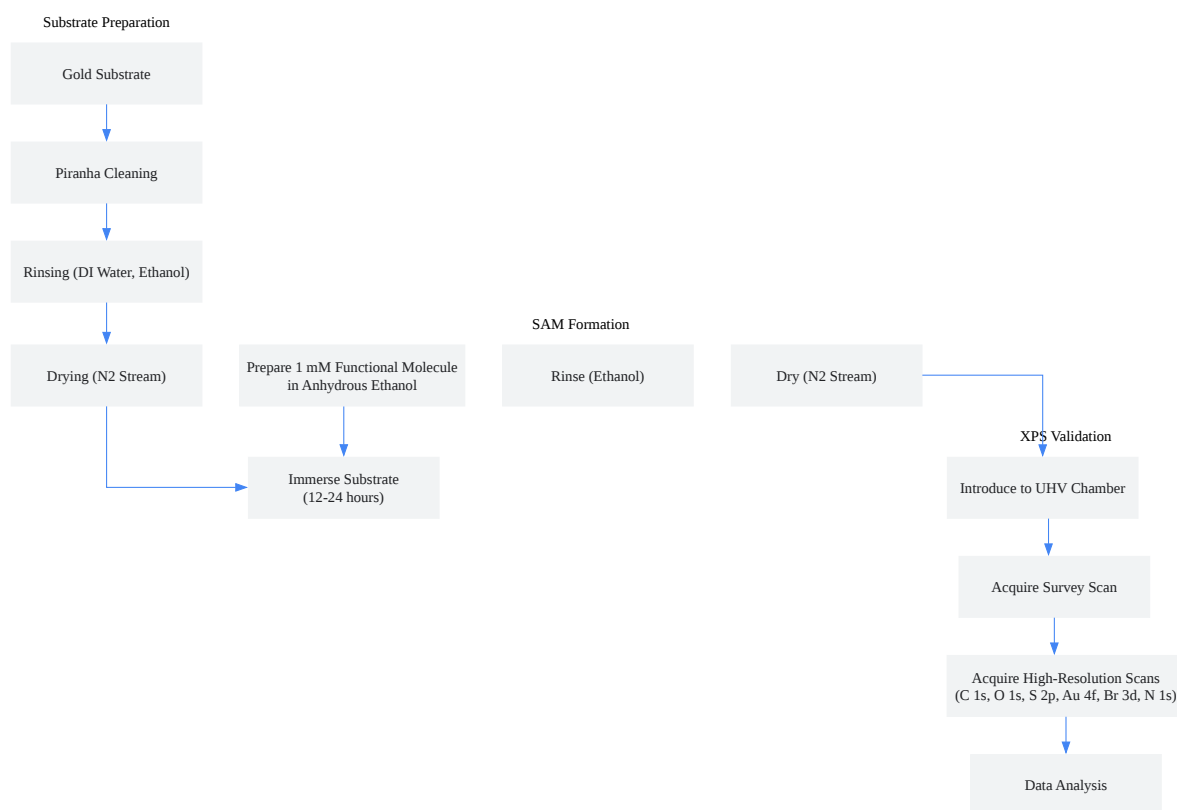 Substrate Preparation
Gold Substrate
Piranha Cleaning
Rinsing (DI Water, Ethanol)
Drying (N2 Stream)
SAM Formation
Prepare 1 mM Functional Molecule
in Anhydrous Ethanol
Immerse Substrate
(12-24 hours)
Rinse (Ethanol)
Dry (N2 Stream)
XPS Validation
Introduce to UHV Chamber
Acquire Survey Scan
Acquire High-Resolution Scans
(C 1s, O 1s, S 2p, Au 4f, Br 3d, N 1s)
Data Analysis